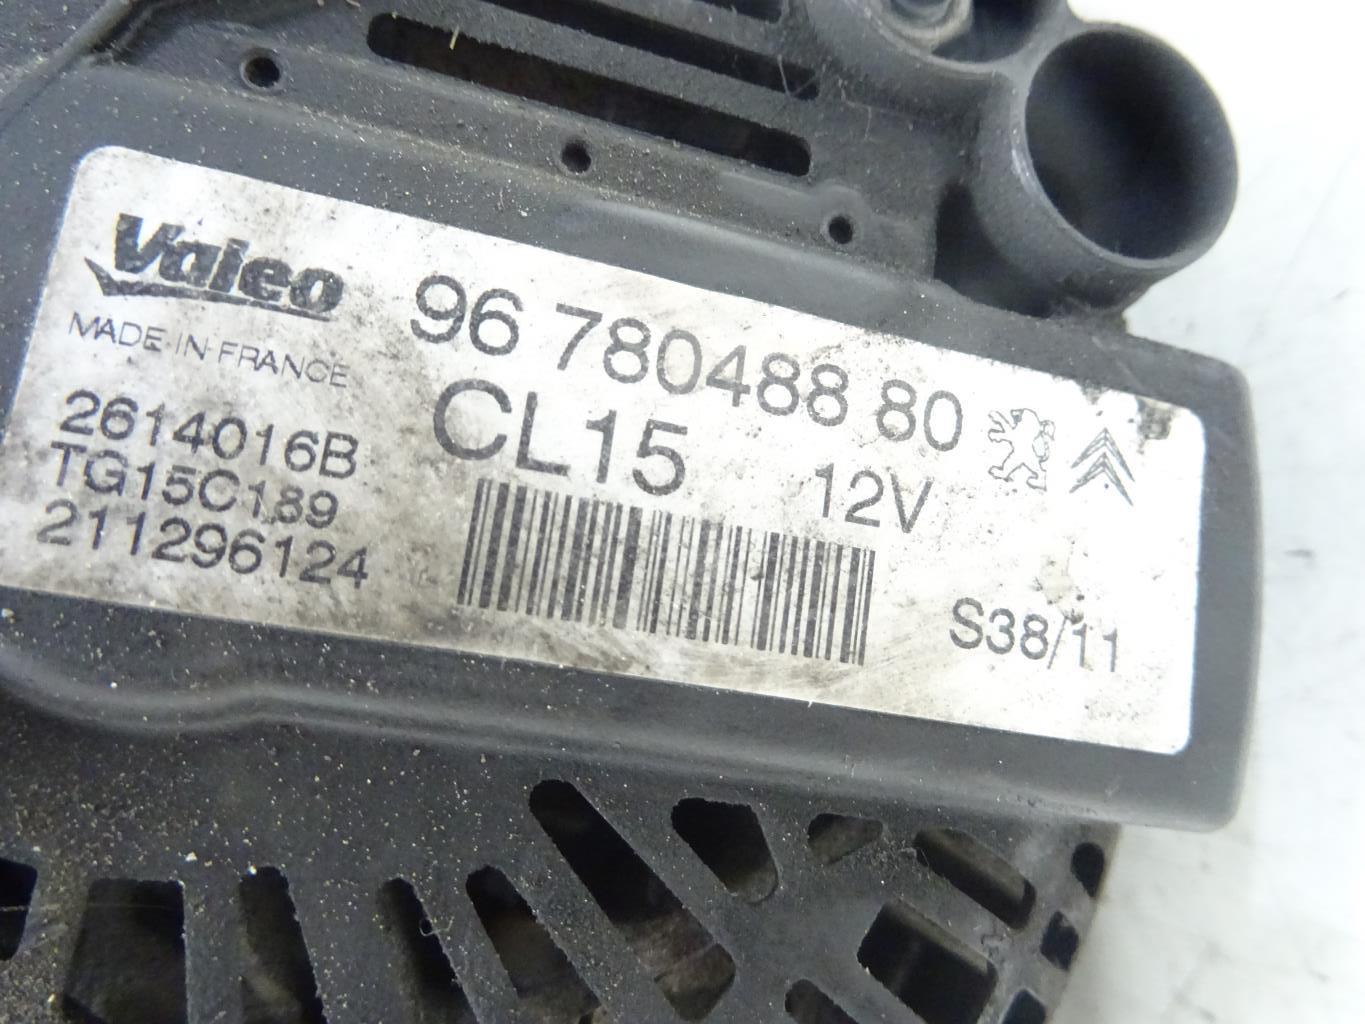 Valeo
MADE IN FRANCE
96 780488 80
CL15
12V
2614016B
TG15C189
211296124
S38/11